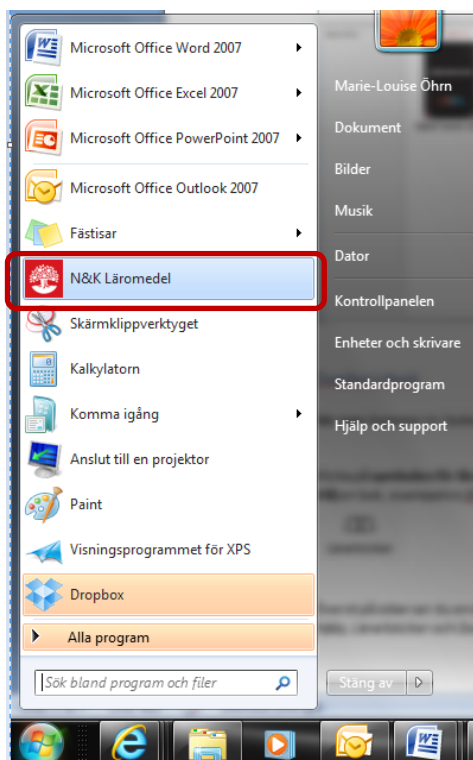 Microsoft Office Word 2007
Microsoft Office Excel 2007
Microsoft Office PowerPoint 2007
Microsoft Office Outlook 2007
Fästisar
N&K Läromedel
Skärmklippverktyget
Kalkylatorn
Komma igång
Anslut till en projektor
Paint
Visningsprogrammet för XPS
Dropbox
Alla program
Sök bland program och filer
Marie-Louise Öhrn
Dokument
Bilder
Musik
Dator
Kontrollpanelen
Enheter och skrivare
Standardprogram
Hjälp och support
Stäng av